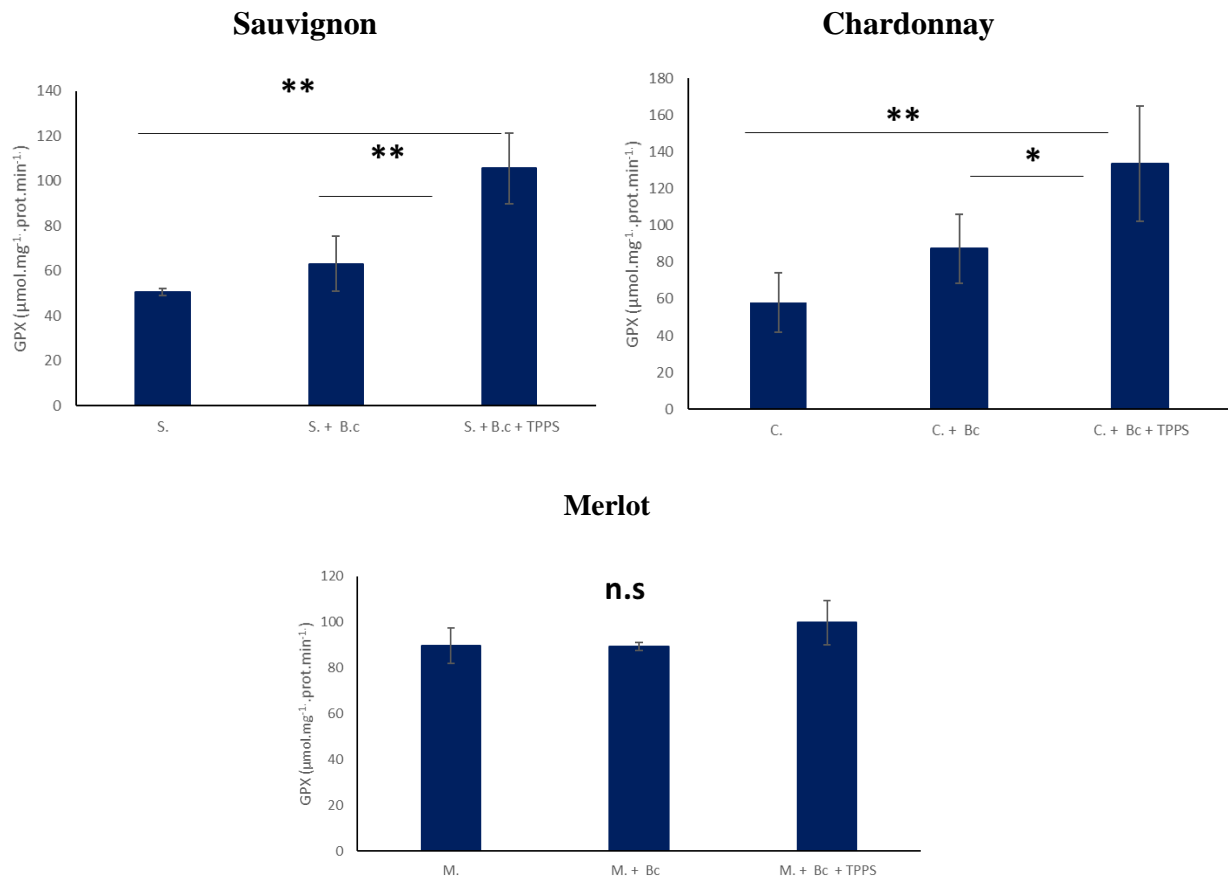 Sauvignon
GPX (µmol.mg⁻¹·.prot.min⁻¹·)
140
120
100
80
60
40
20
0
**
**
S.
S. + B.c
S. + B.c + TPPS
Chardonnay
GPX (µmol.mg⁻¹·.prot.min⁻¹·)
180
160
140
120
100
80
60
40
20
0
**
*
C.
C. + Bc
C. + Bc + TPPS
Merlot
GPX (µmol.mg⁻¹·.prot.min⁻¹·)
120
100
80
60
40
20
0
n.s
M.
M. + Bc
M. + Bc + TPPS